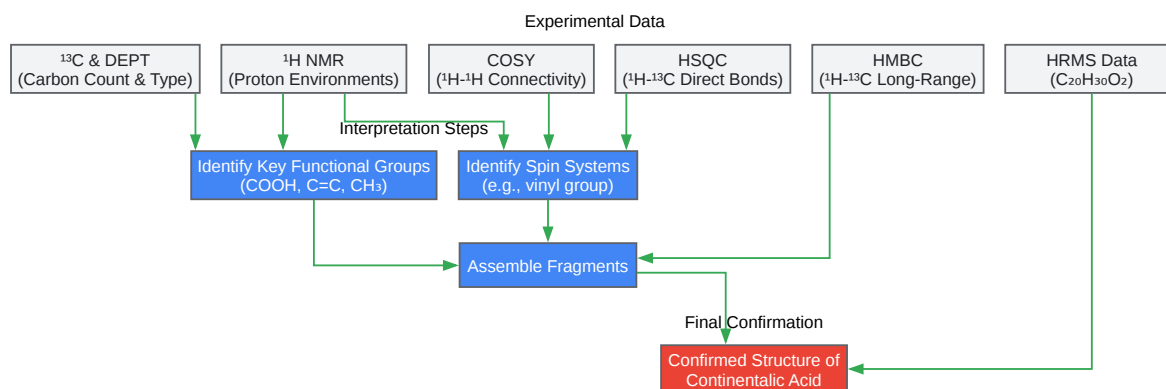 Experimental Data
¹³C & DEPT
(Carbon Count & Type)
¹H NMR
(Proton Environments)
COSY
(¹H-¹H Connectivity)
HSQC
(¹H-¹³C Direct Bonds)
HMBC
(¹H-¹³C Long-Range)
HRMS Data
(C₂₀H₃₀O₂)
Interpretation Steps
Identify Key Functional Groups
(COOH, C=C, CH₃)
Identify Spin Systems
(e.g., vinyl group)
Assemble Fragments
Final Confirmation
Confirmed Structure of
Continentalic Acid